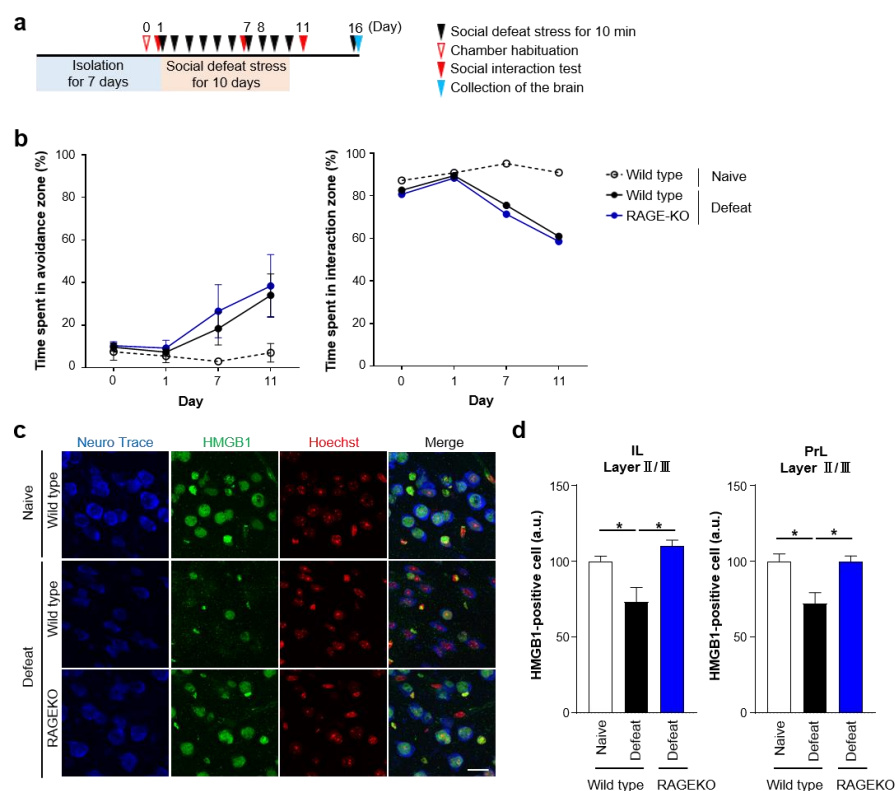 a
0 1 7 8 11 16 (Day)
Isolation
for 7 days
Social defeat stress
for 10 days
Social defeat stress for 10 min
Chamber habituation
Social interaction test
Collection of the brain
b
Time spent in avoidance zone (%)
100
80
60
40
20
0
0 1 7 11
Day
Time spent in interaction zone (%)
100
80
60
40
20
0
0 1 7 11
Day
Wild type
Naive
Wild type
RAGE-KO
Defeat
c
Neuro Trace HMGB1 Hoechst Merge
Naive
Wild type
Defeat
Wild type
RAGEKO
d
IL
Layer Ⅱ/Ⅲ
HMGB1-positive cell (a.u.)
150
100
50
0
* *
Naive
Defeat
Defeat
Wild type RAGEKO
PrL
Layer Ⅱ/Ⅲ
HMGB1-positive cell (a.u.)
150
100
50
0
* *
Naive
Defeat
Defeat
Wild type RAGEKO